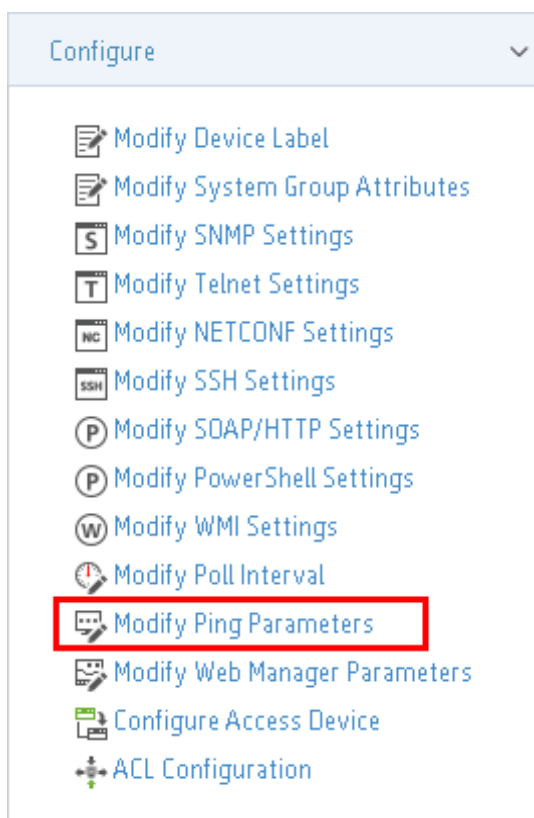 Configure
Modify Device Label
Modify System Group Attributes
S Modify SNMP Settings
T Modify Telnet Settings
NC Modify NETCONF Settings
SSH Modify SSH Settings
P Modify SOAP/HTTP Settings
P Modify PowerShell Settings
W Modify WMI Settings
Modify Poll Interval
Modify Ping Parameters
Modify Web Manager Parameters
Configure Access Device
ACL Configuration